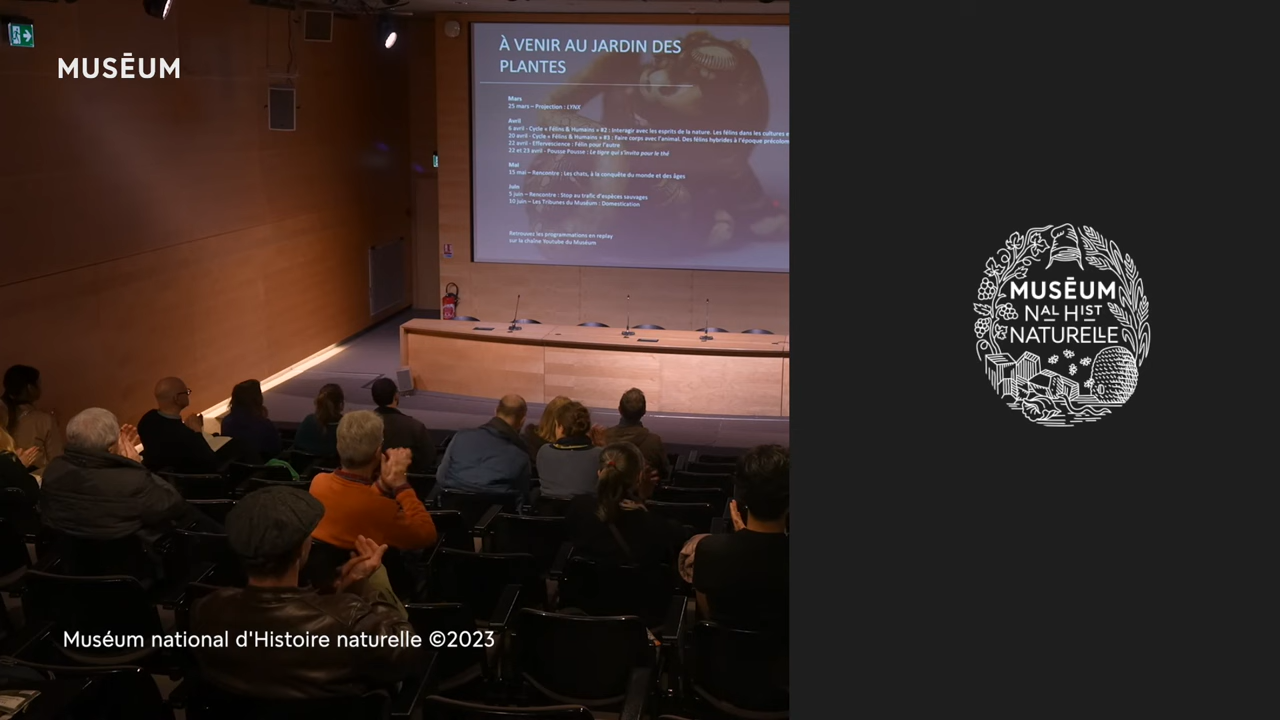 MUSĒUM
À VENIR AU JARDIN DES
PLANTES
Mars
25 mars – Projection : LYNX
Avril
6 avril - Cycle « Félins & Humains » #2 : Interagir avec les esprits de la nature. Les félins dans les cultures
20 avril - Cycle « Félins & Humains » #3 : Faire corps avec l'animal. Des félins hybrides à l'époque
22 avril - Effervescience : Félin pour l'autre
22 et 23 avril - Pousse Pousse : Le tigre qui s'invite pour le thé
Mai
15 mai – Rencontre : Les chats, à la conquête du monde et des âges
Juin
5 juin – Rencontre : Stop au trafic d'espèces sauvages
10 juin – Les Tribunes du Muséum : Domestication
Retrouvez les programmations en replay
sur la chaîne Youtube du Muséum
MUSĒUM
NAL HIST
NATURELLE
Muséum national d'Histoire naturelle ©2023